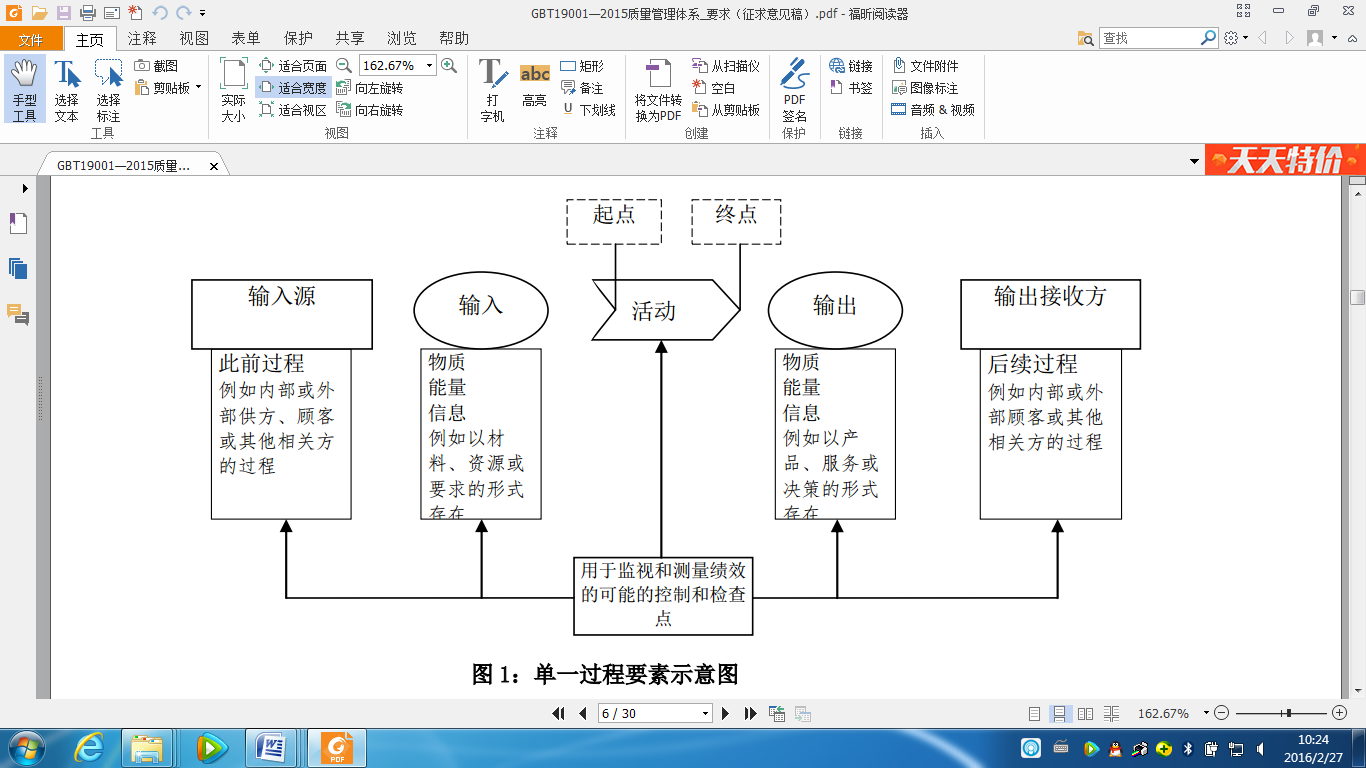 GBT19001—2015质量管理体系_要求（征求意见稿）.pdf - 福昕阅读器
文件 主页 注释 视图 表单 保护 共享 浏览 帮助
查找
手型工具
选择文本
选择标注
截图
剪贴板
工具
实际大小
适合页面
适合宽度
适合视区
162.67%
向左旋转
向右旋转
视图
打字机
abc
高亮
矩形
备注
下划线
注释
将文件转换为PDF
从扫描仪
空白
从剪贴板
创建
PDF签名
保护
链接
书签
链接
文件附件
图像标注
音频 & 视频
插入
GBT19001—2015质量...
天天特价
起点
终点
输入源
输入
活动
输出
输出接收方
此前过程
例如内部或外
部供方、顾客
或其他相关方
的过程
物质
能量
信息
例如以材
料、资源或
要求的形式
存在
物质
能量
信息
例如以产
品、服务或
决策的形式
存在
后续过程
例如内部或外
部顾客或其他
相关方的过程
用于监视和测量绩效
的可能的控制和检查
点
图 1：单一过程要素示意图
6 / 30
162.67%
PDF
10:24
2016/2/27